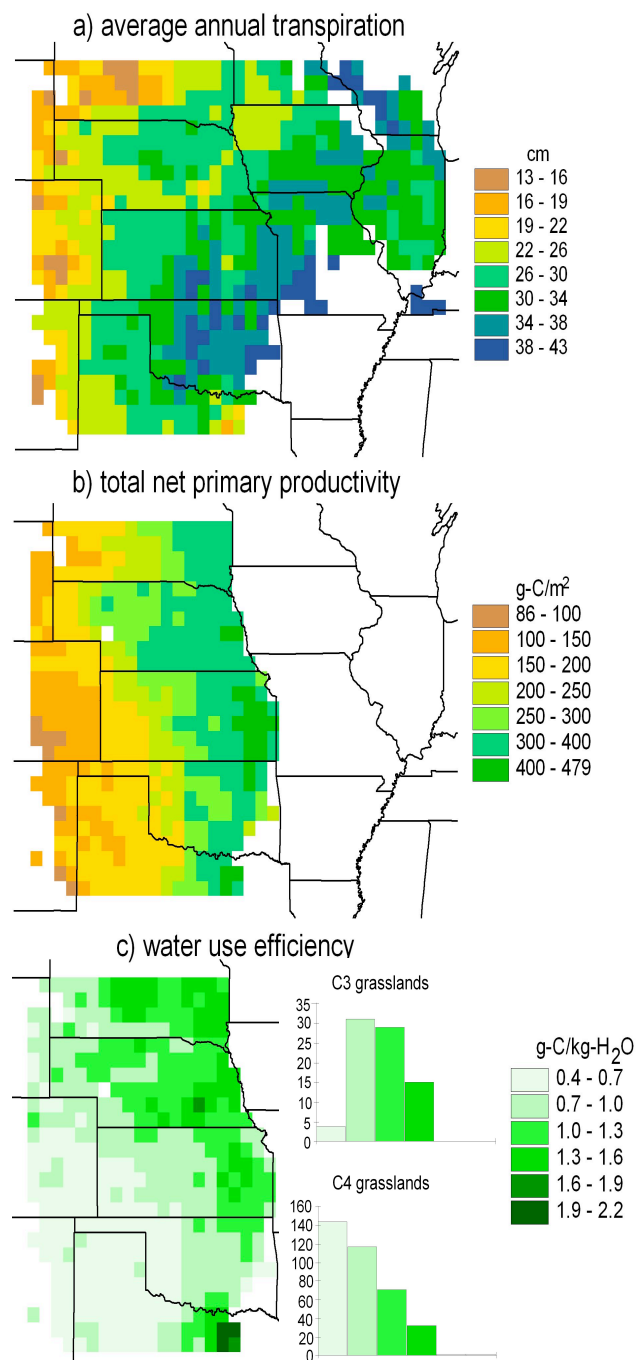 a) average annual transpiration
cm
13 - 16
16 - 19
19 - 22
22 - 26
26 - 30
30 - 34
34 - 38
38 - 43
b) total net primary productivity
g-C/m²
86 - 100
100 - 150
150 - 200
200 - 250
250 - 300
300 - 400
400 - 479
c) water use efficiency
C3 grasslands
35
30
25
20
15
10
5
0
g-C/kg-H₂O
0.4 - 0.7
0.7 - 1.0
1.0 - 1.3
1.3 - 1.6
1.6 - 1.9
1.9 - 2.2
C4 grasslands
160
140
120
100
80
60
40
20
0